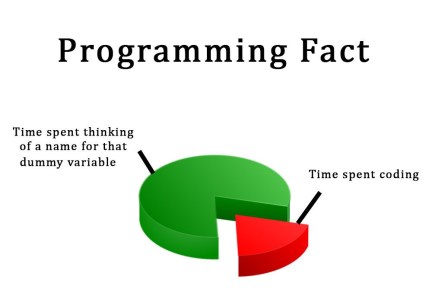 Programming Fact
Time spent thinking
of a name for that
dummy variable
Time spent coding